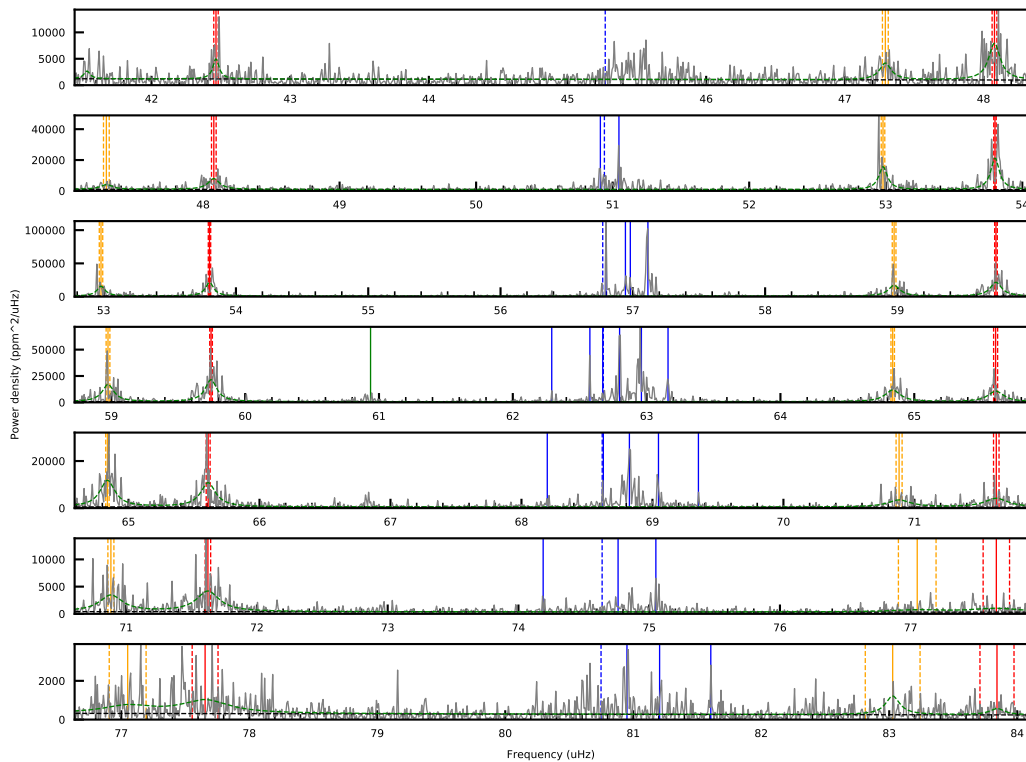 10000
5000
0
42 43 44 45 46 47 48
40000
20000
0
48 49 50 51 52 53 54
100000
50000
0
53 54 55 56 57 58 59
50000
25000
0
59 60 61 62 63 64 65
Power density (ppm^2/uHz)
20000
0
65 66 67 68 69 70 71
10000
5000
0
71 72 73 74 75 76 77
2000
0
77 78 79 80 81 82 83 84
Frequency (uHz)